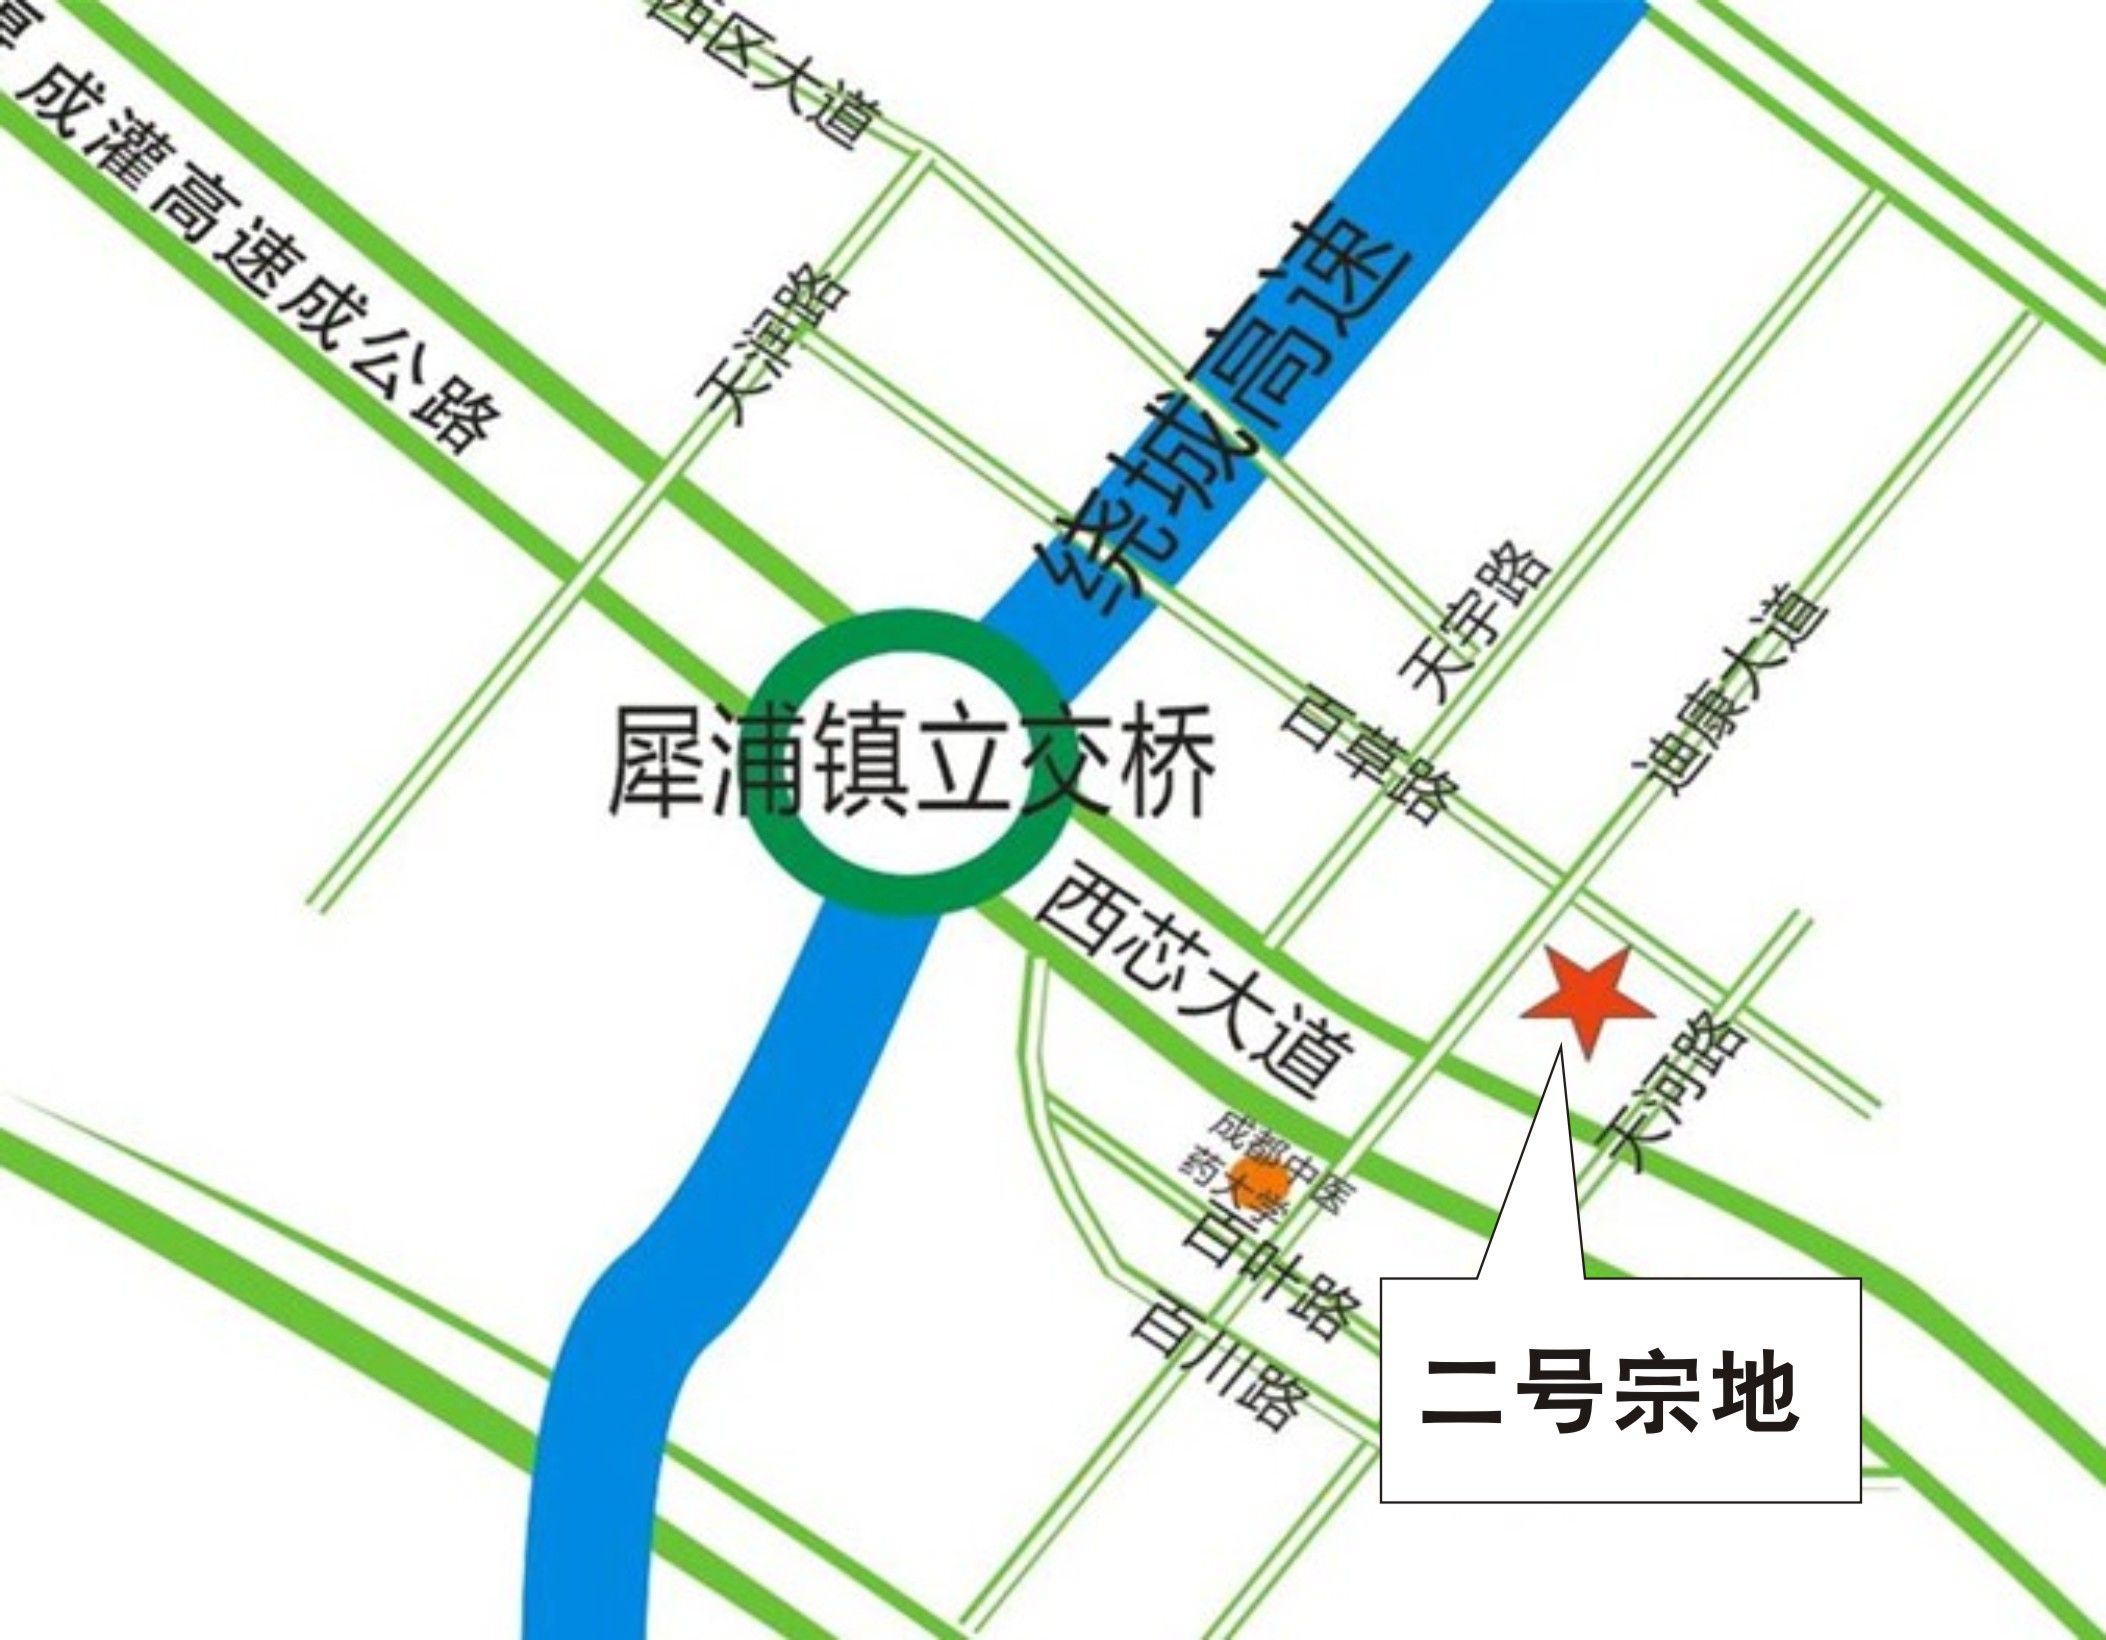 西区大道
成灌高速成公路
天润路
绕城高速
天宇路
迪康大道
百草路
犀浦镇立交桥
西芯大道
天河路
成都中医
药大学
百叶路
百川路
二号宗地